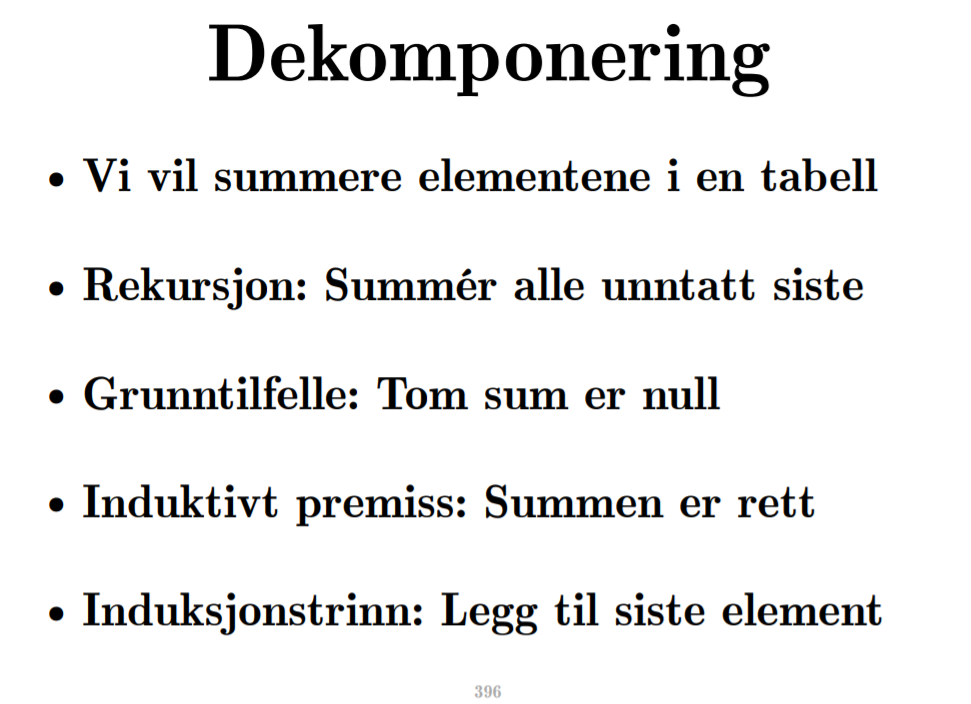 Dekomponering
• Vi vil summere elementene i en tabell
• Rekursjon: Summér alle unntatt siste
• Grunntilfelle: Tom sum er null
• Induktivt premiss: Summen er rett
• Induksjonstrinn: Legg til siste element
396